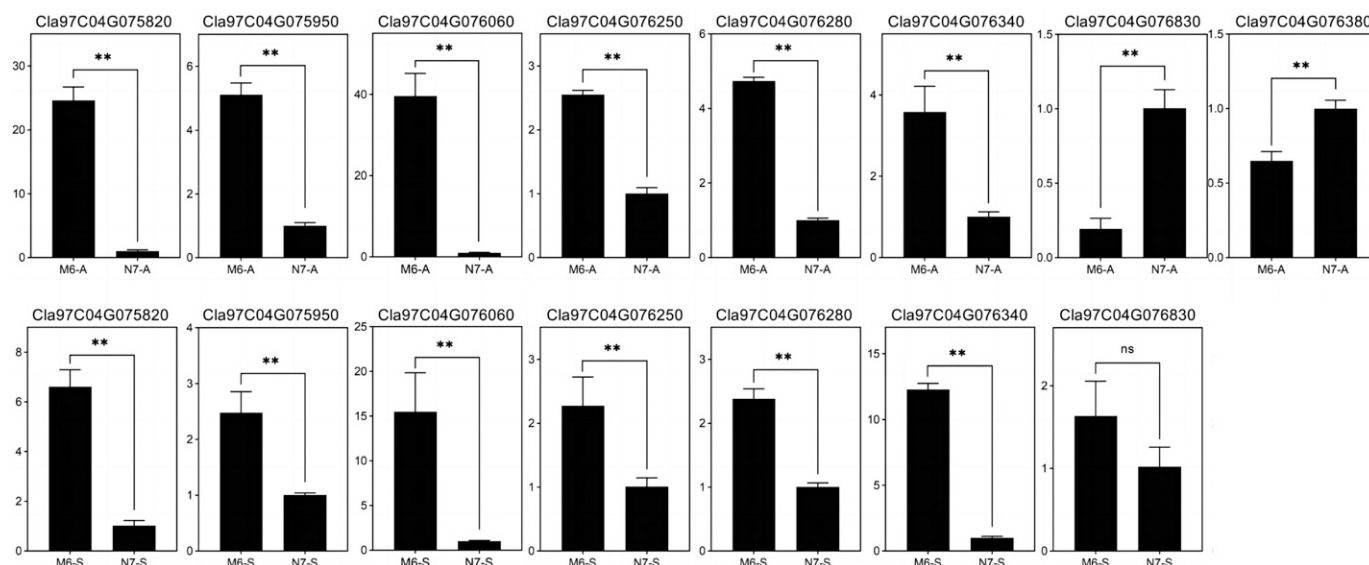 Cla97C04G075820 Cla97C04G075950 Cla97C04G076060 Cla97C04G076250 Cla97C04G076280 Cla97C04G076340 Cla97C04G076830 Cla97C04G076380
30 20 10 0 ** M6-A N7-A
6 4 2 0 ** M6-A N7-A
40 20 0 ** M6-A N7-A
3 2 1 0 ** M6-A N7-A
6 4 2 0 ** M6-A N7-A
4 2 0 ** M6-A N7-A
1.5 1.0 0.5 0.0 ** M6-A N7-A
1.5 1.0 0.5 0.0 ** M6-A N7-A
Cla97C04G075820 Cla97C04G075950 Cla97C04G076060 Cla97C04G076250 Cla97C04G076280 Cla97C04G076340 Cla97C04G076830
8 6 4 2 0 ** M6-S N7-S
4 3 2 1 0 ** M6-S N7-S
25 20 15 10 5 0 ** M6-S N7-S
3 2 1 0 ** M6-S N7-S
3 2 1 0 ** M6-S N7-S
15 10 5 0 ** M6-S N7-S
2 1 0 ns M6-S N7-S